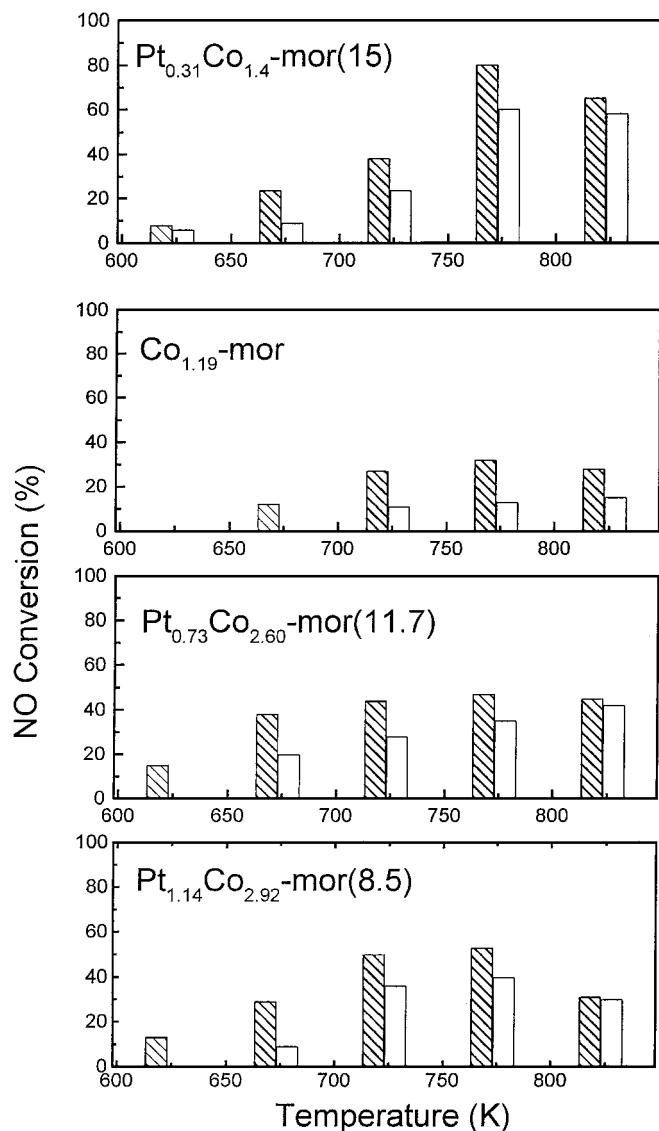 Pt0.31Co1.4-mor(15)
80
60
40
20
0
600 650 700 750 800
100
Co1.19-mor
80
60
40
20
0
600 650 700 750 800
100
Pt0.73Co2.60-mor(11.7)
80
60
40
20
0
600 650 700 750 800
100
Pt1.14Co2.92-mor(8.5)
80
60
40
20
0
600 650 700 750 800
NO Conversion (%)
Temperature (K)